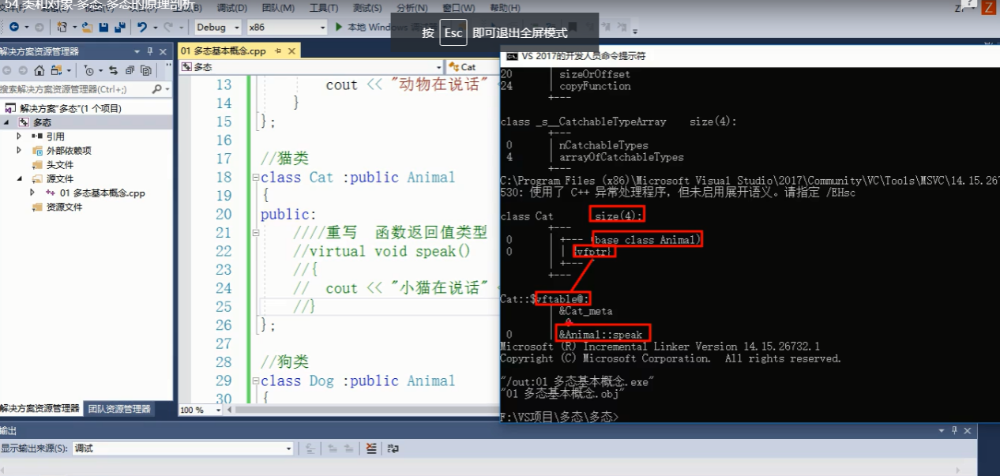 54 类和对象-多态-多态的原理剖析
调试(D) 团队(M) 工具(T) 测试(S) 分析(N) 窗口(W) 帮助(H)
Z
Debug x86 本地 Windows
按 Esc 即可退出全屏模式
解决方案资源管理器
搜索解决方案资源管理器(Ctrl+;)
解决方案"多态"(1 个项目)
多态
引用
外部依赖项
头文件
源文件
01 多态基本概念.cpp
资源文件
解决方案资源管理器 团队资源管理器
01 多态基本概念.cpp
多态 Cat
13 cout << "动物在说话"
14 }
15 };
16
17 //猫类
18 class Cat :public Animal
19 {
20 public:
21 ////重写 函数返回值类型
22 //virtual void speak()
23 //{
24 // cout << "小猫在说话"
25 //}
26 };
27
28 //狗类
29 class Dog :public Animal
30 {
100 %
VS 2017的开发人员命令提示符
20 | sizeOrOffset
24 | copyFunction
+---
class _s__CatchableTypeArray size(4):
+---
0 | nCatchableTypes
4 | arrayOfCatchableTypes
+---
C:\Program Files (x86)\Microsoft Visual Studio\2017\Community\VC\Tools\MSVC\14.15.267
530: 使用了 C++ 异常处理程序，但未启用展开语义。请指定 /EHsc
class Cat size(4):
+---
0 | +--- (base class Animal)
0 | | {vfptr}
| +---
+---
Cat::$vftable@:
| &Cat_meta
| 0
0 | &Animal::speak
Microsoft (R) Incremental Linker Version 14.15.26732.1
Copyright (C) Microsoft Corporation. All rights reserved.
"/out:01 多态基本概念.exe"
"01 多态基本概念.obj"
F:\VS项目\多态\多态>
输出
显示输出来源(S): 调试